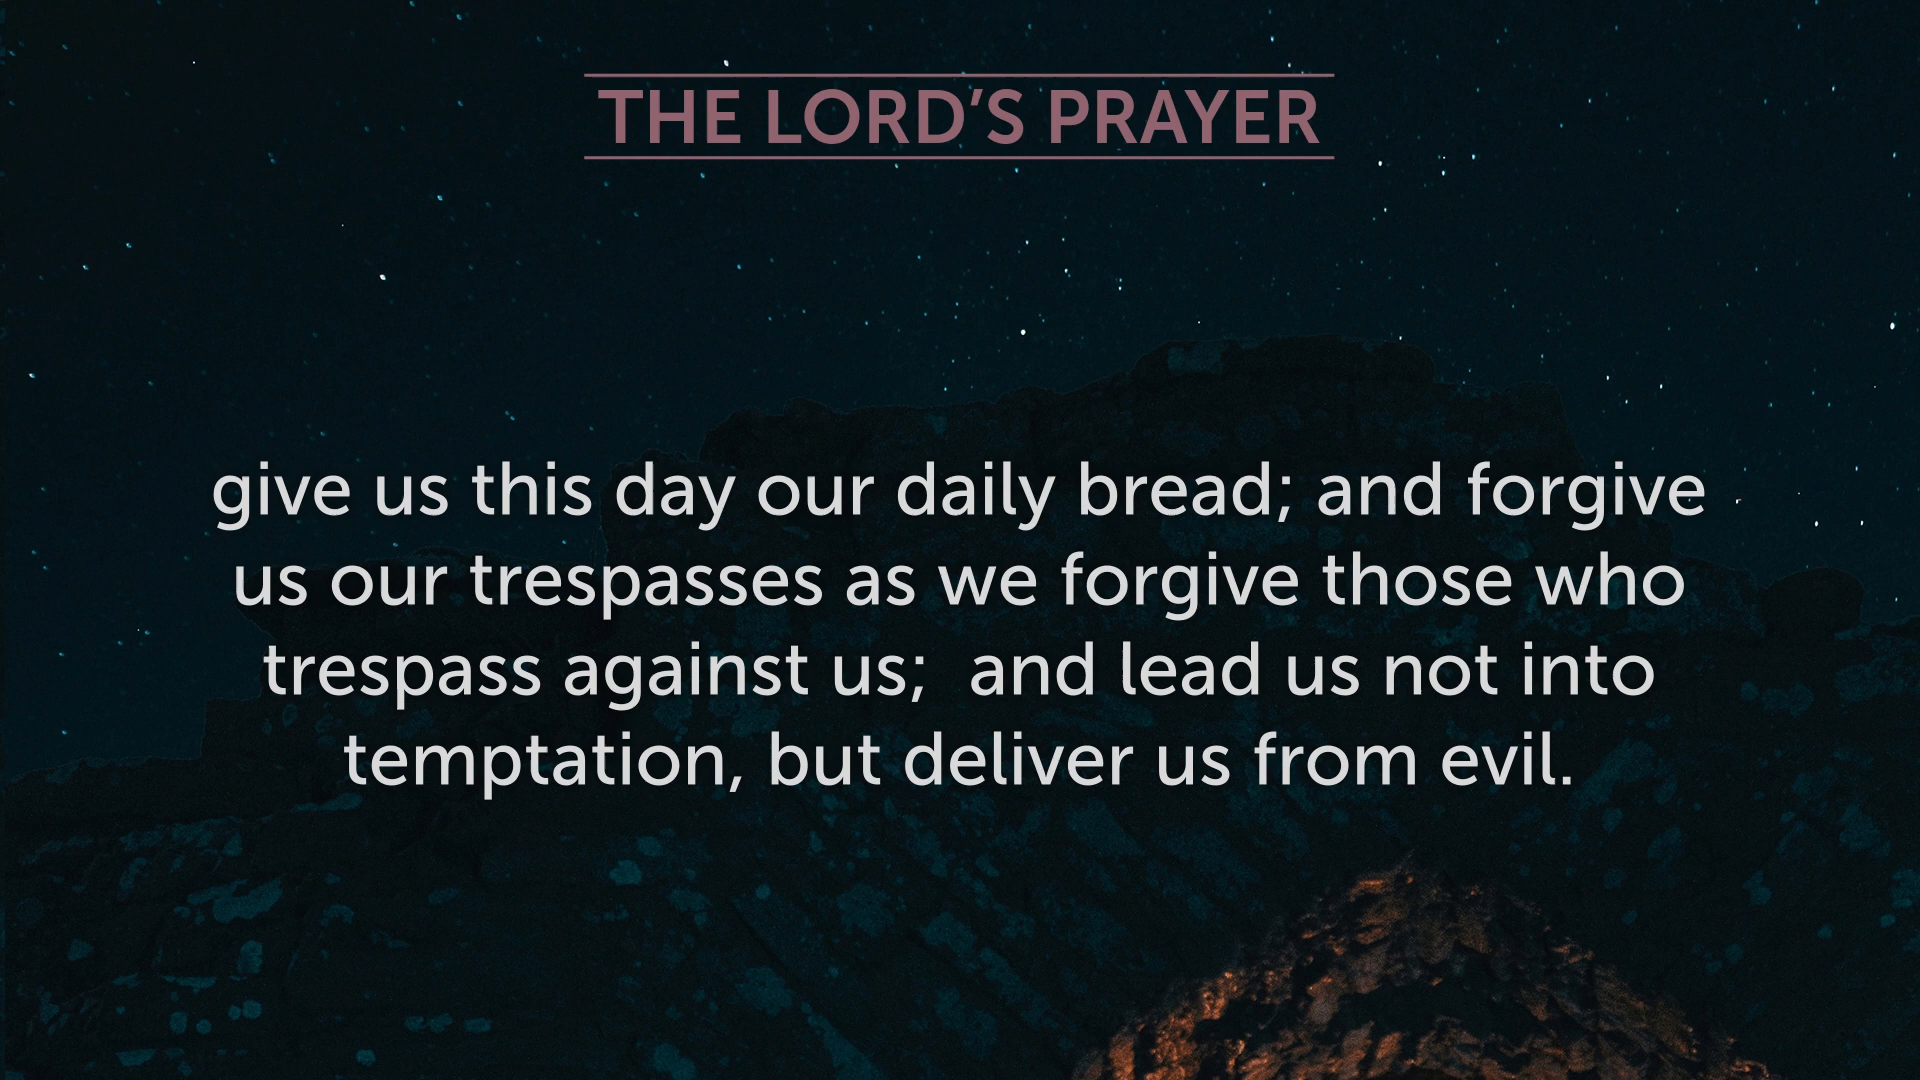 THE LORD’S PRAYER
give us this day our daily bread; and forgive
us our trespasses as we forgive those who
trespass against us;  and lead us not into
temptation, but deliver us from evil.